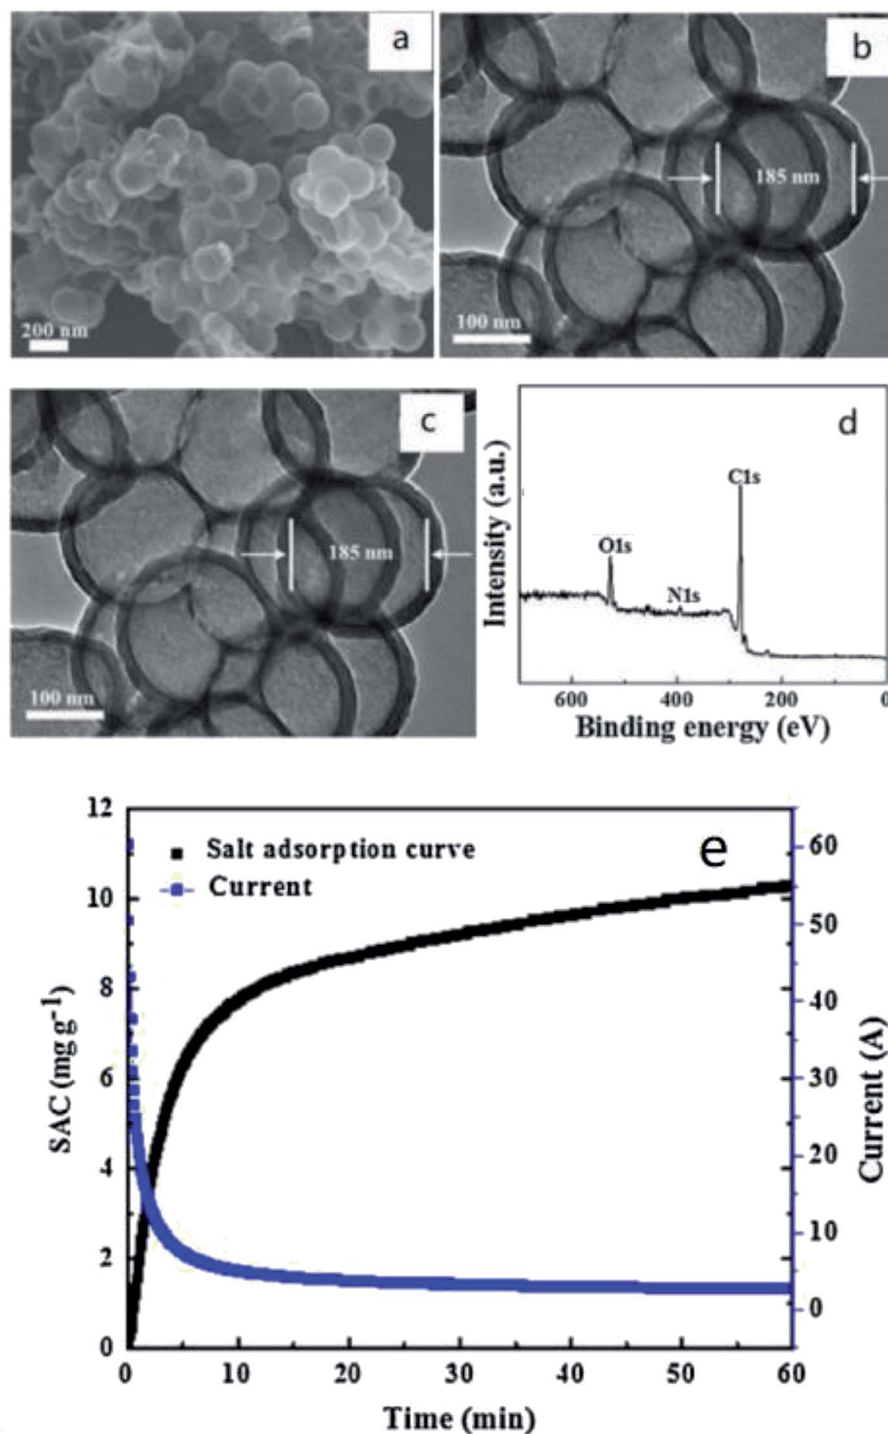 a
200 nm
b
185 nm
100 nm
c
185 nm
100 nm
d
Intensity (a.u.)
C1s
O1s
N1s
600 400 200 0
Binding energy (eV)
e
Salt adsorption curve
Current
SAC (mg g⁻¹)
12
10
8
6
4
2
0
60
50
40
30
20
10
0
Current (A)
0 10 20 30 40 50 60
Time (min)